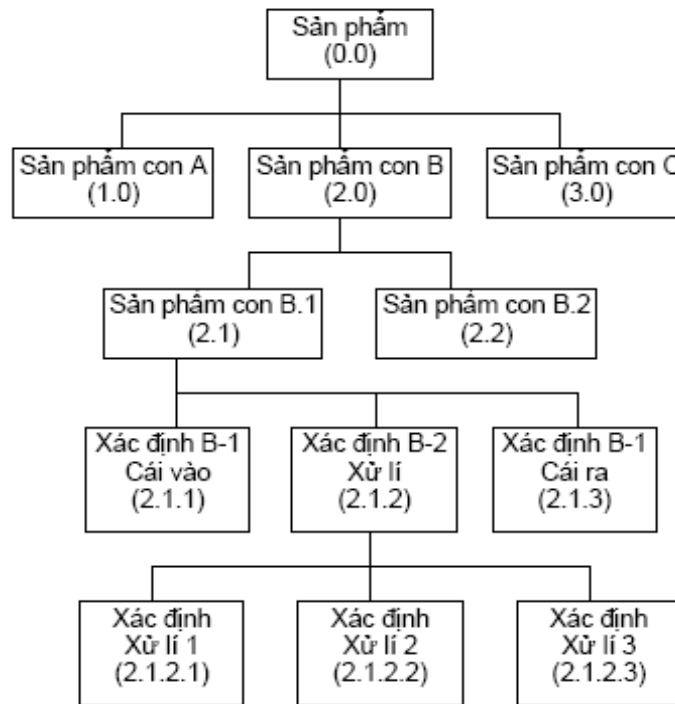 Sản phẩm
(0.0)
Sản phẩm con A
(1.0)
Sản phẩm con B
(2.0)
Sản phẩm con C
(3.0)
Sản phẩm con B.1
(2.1)
Sản phẩm con B.2
(2.2)
Xác định B-1
Cái vào
(2.1.1)
Xác định B-2
Xử lí
(2.1.2)
Xác định B-1
Cái ra
(2.1.3)
Xác định
Xử lí 1
(2.1.2.1)
Xác định
Xử lí 2
(2.1.2.2)
Xác định
Xử lí 3
(2.1.2.3)